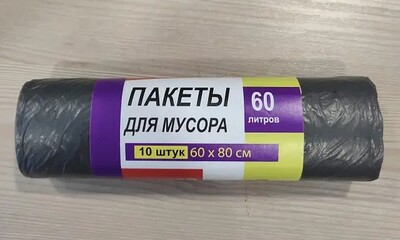 ПАКЕТЫ
ДЛЯ МУСОРА
60
литров
10 штук 60 х 80 см